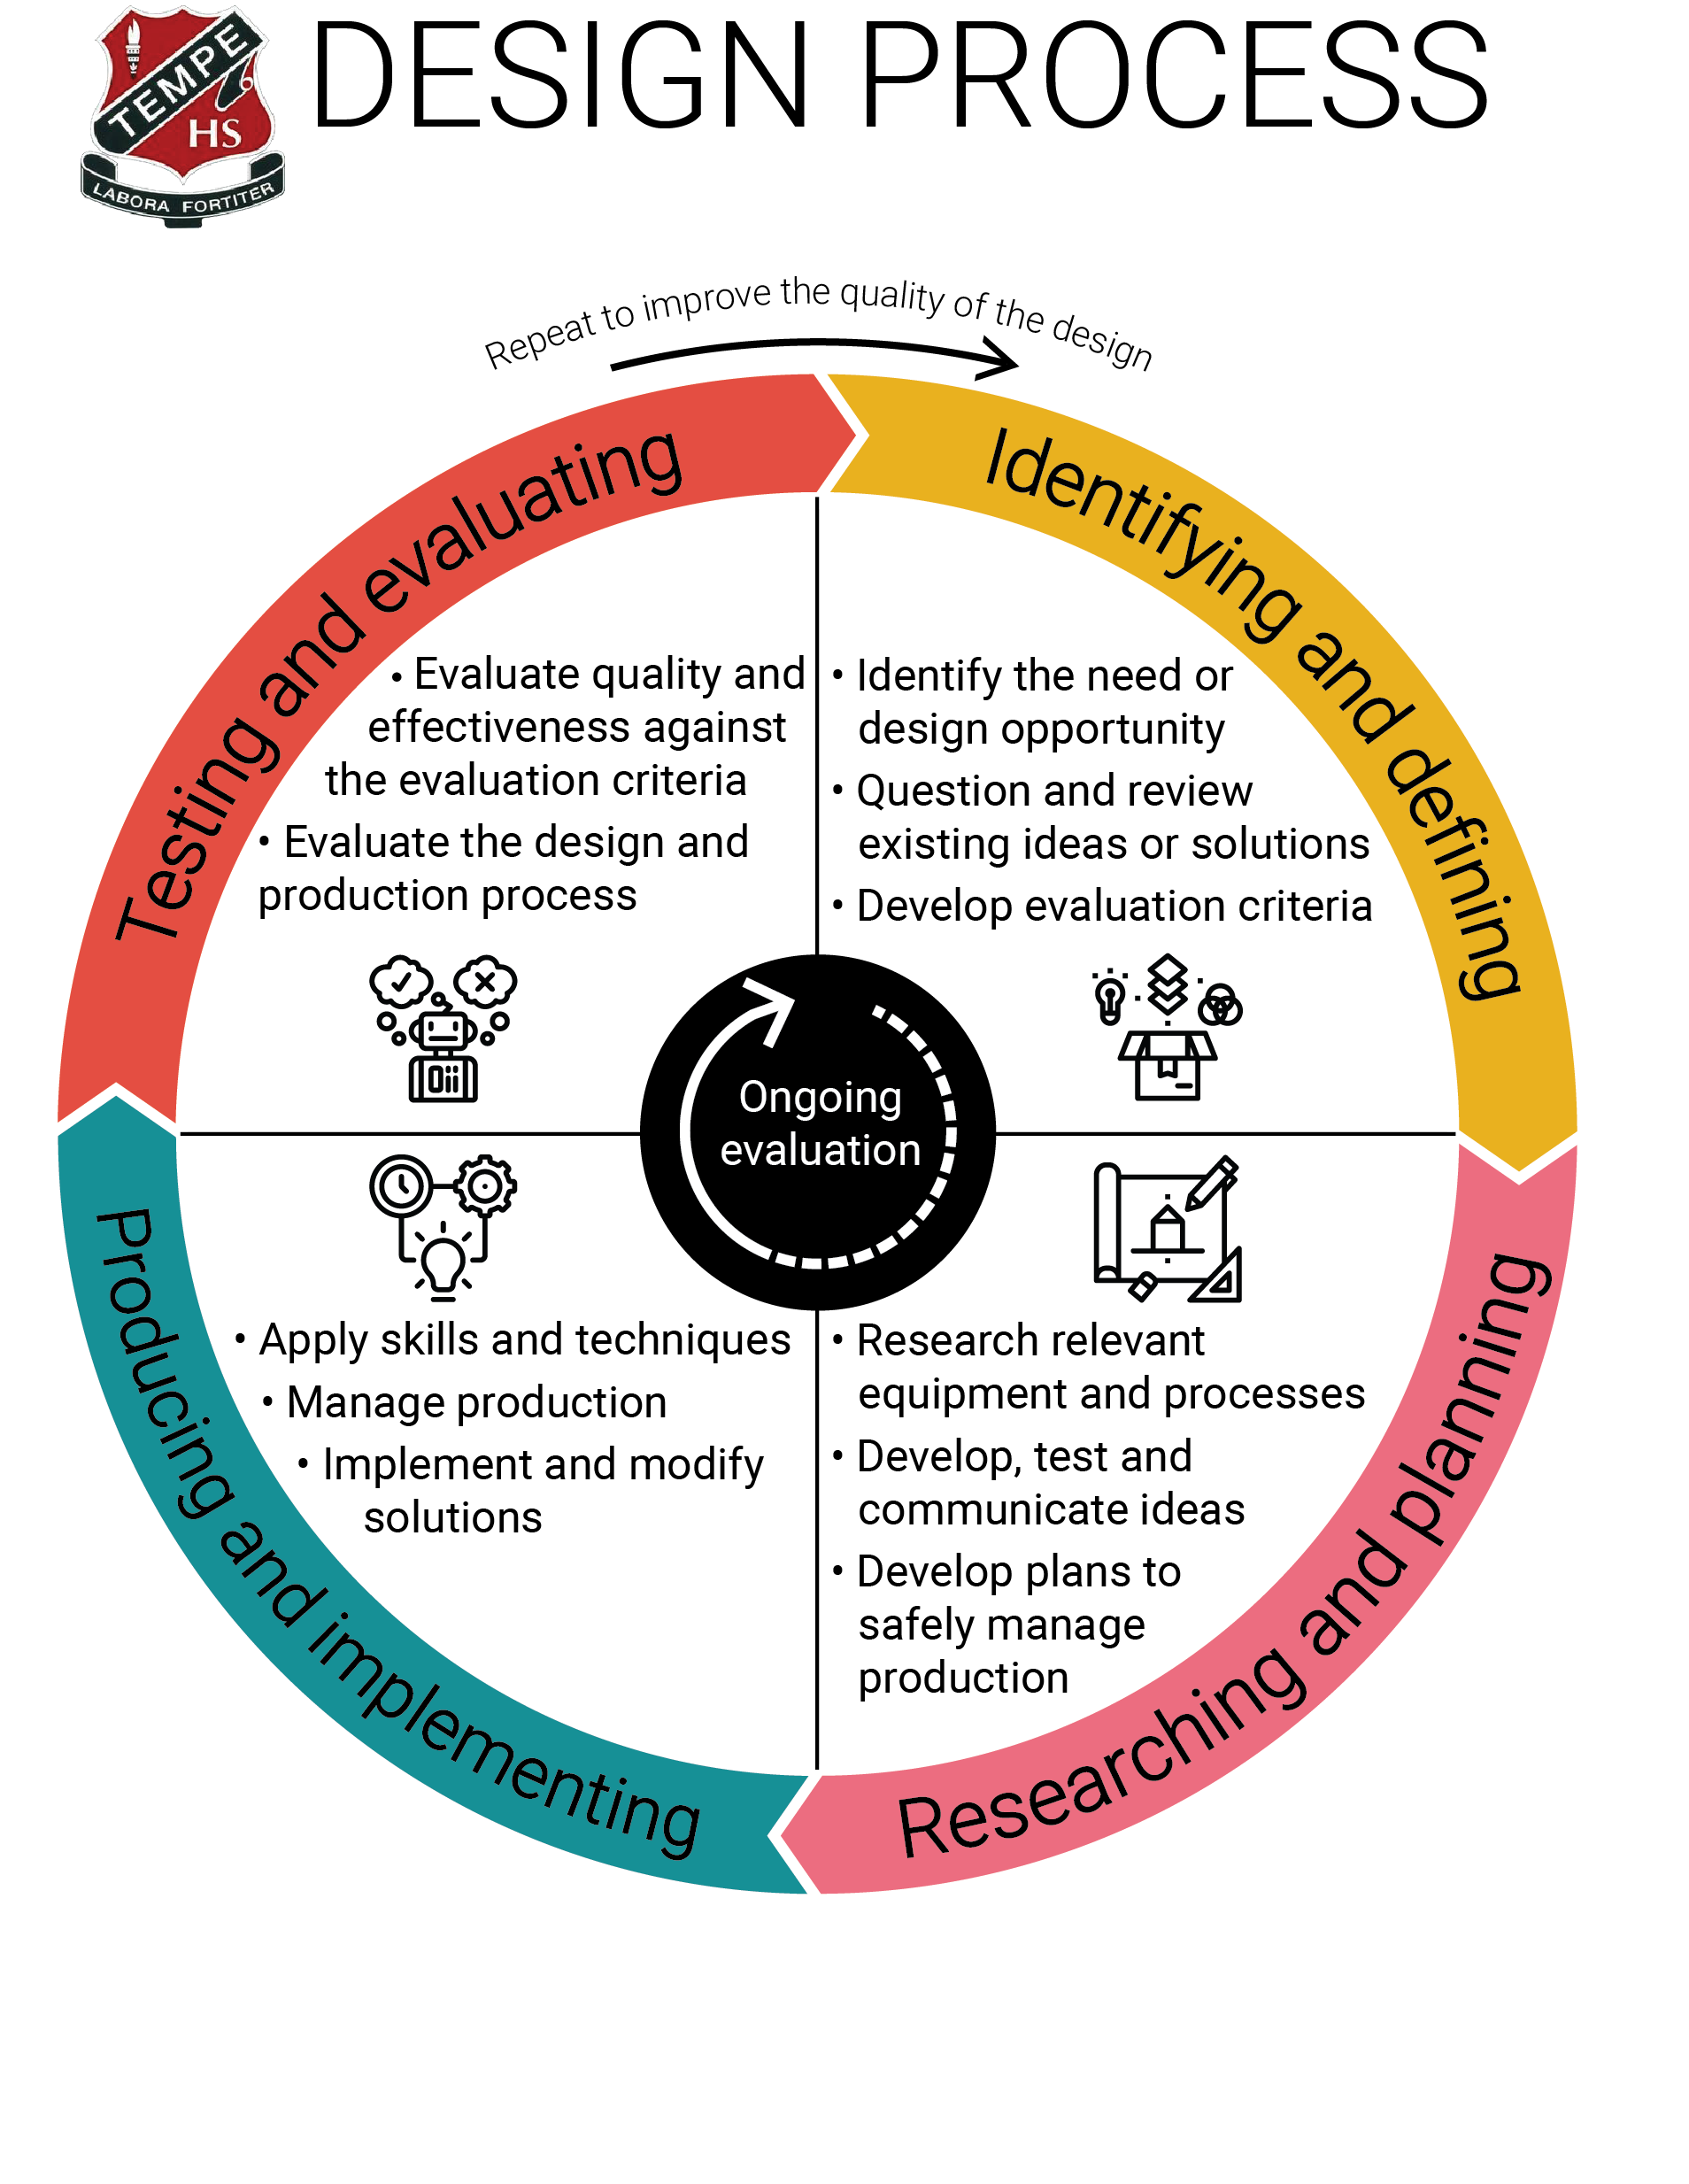 TEMPE
HS
LABORA FORTITER
DESIGN PROCESS
Repeat to improve the quality of the design
Identifying and defining
• Identify the need or
design opportunity
• Question and review
existing ideas or solutions
• Develop evaluation criteria
Researching and planning
• Research relevant
equipment and processes
• Develop, test and
communicate ideas
• Develop plans to
safely manage
production
Producing and implementing
• Apply skills and techniques
• Manage production
• Implement and modify
solutions
Testing and evaluating
• Evaluate quality and
effectiveness against
the evaluation criteria
• Evaluate the design and
production process
Ongoing
evaluation